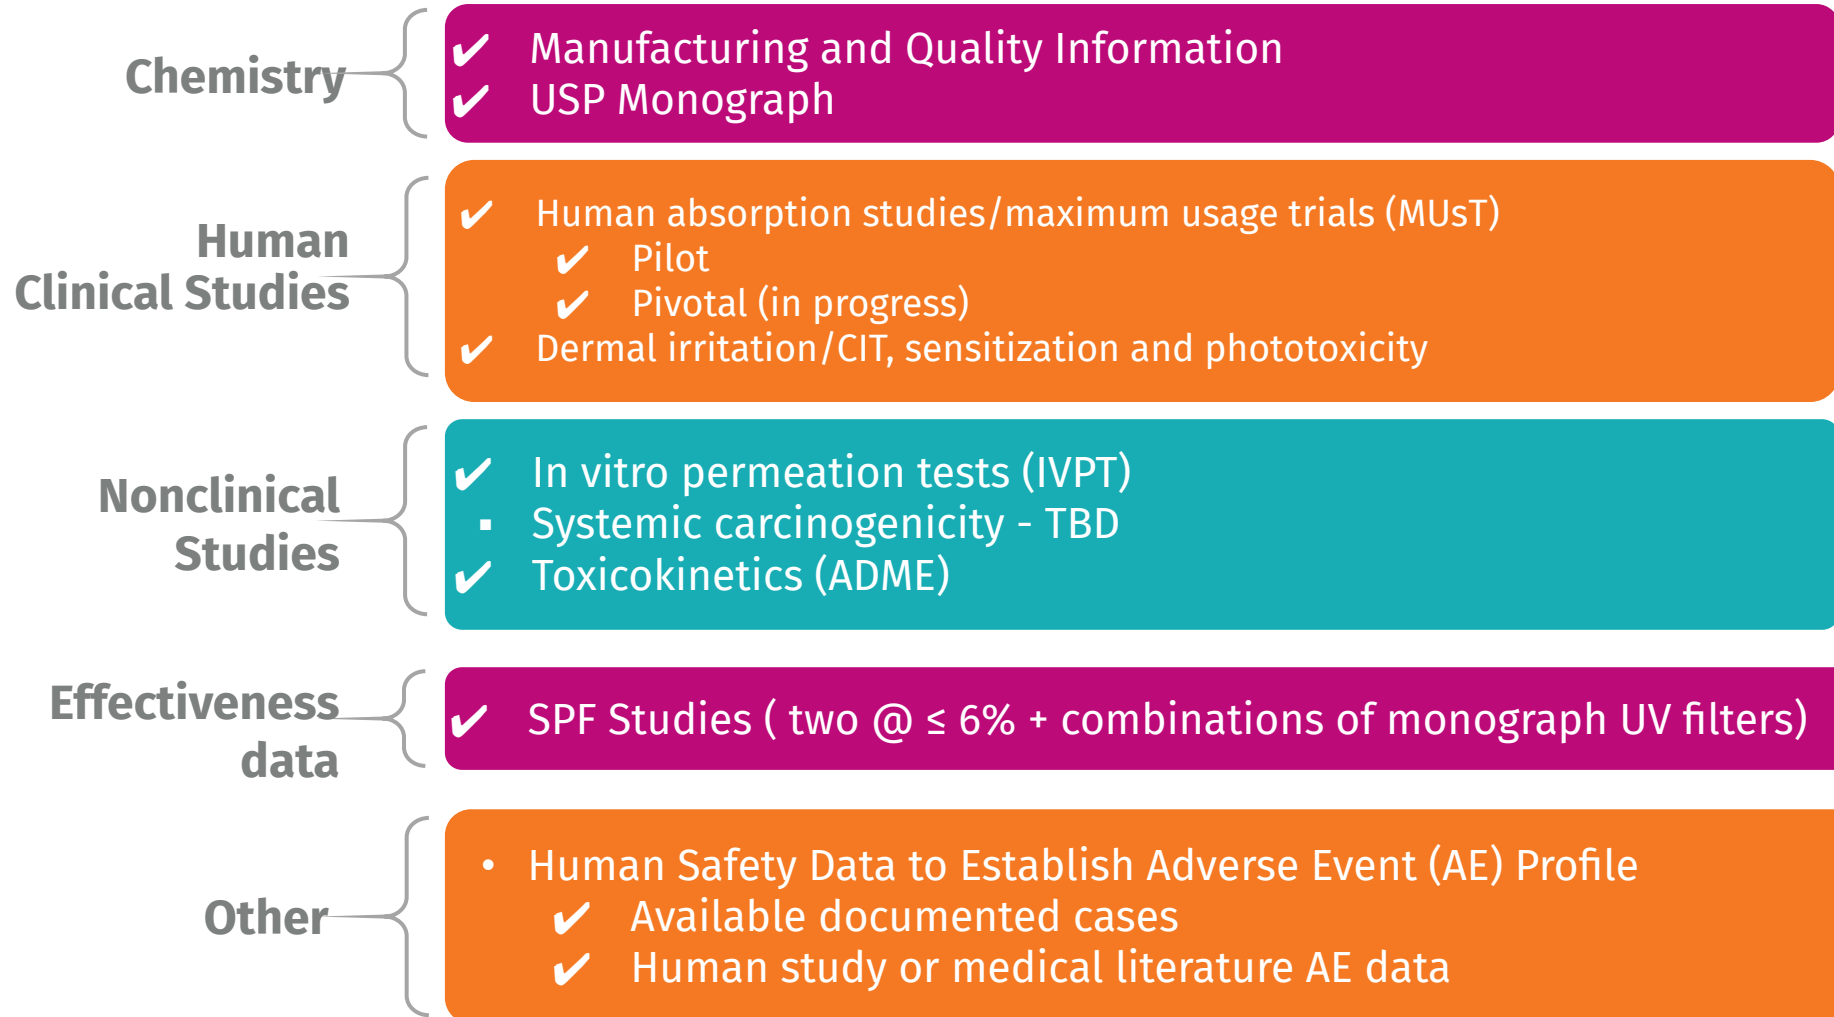 Chemistry
✔ Manufacturing and Quality Information
✔ USP Monograph
Human
Clinical Studies
✔ Human absorption studies/maximum usage trials (MUsT)
✔ Pilot
✔ Pivotal (in progress)
✔ Dermal irritation/CIT, sensitization and phototoxicity
Nonclinical
Studies
✔ In vitro permeation tests (IVPT)
▪ Systemic carcinogenicity - TBD
✔ Toxicokinetics (ADME)
Effectiveness
data
✔ SPF Studies ( two @ ≤ 6% + combinations of monograph UV filters)
Other
• Human Safety Data to Establish Adverse Event (AE) Profile
✔ Available documented cases
✔ Human study or medical literature AE data